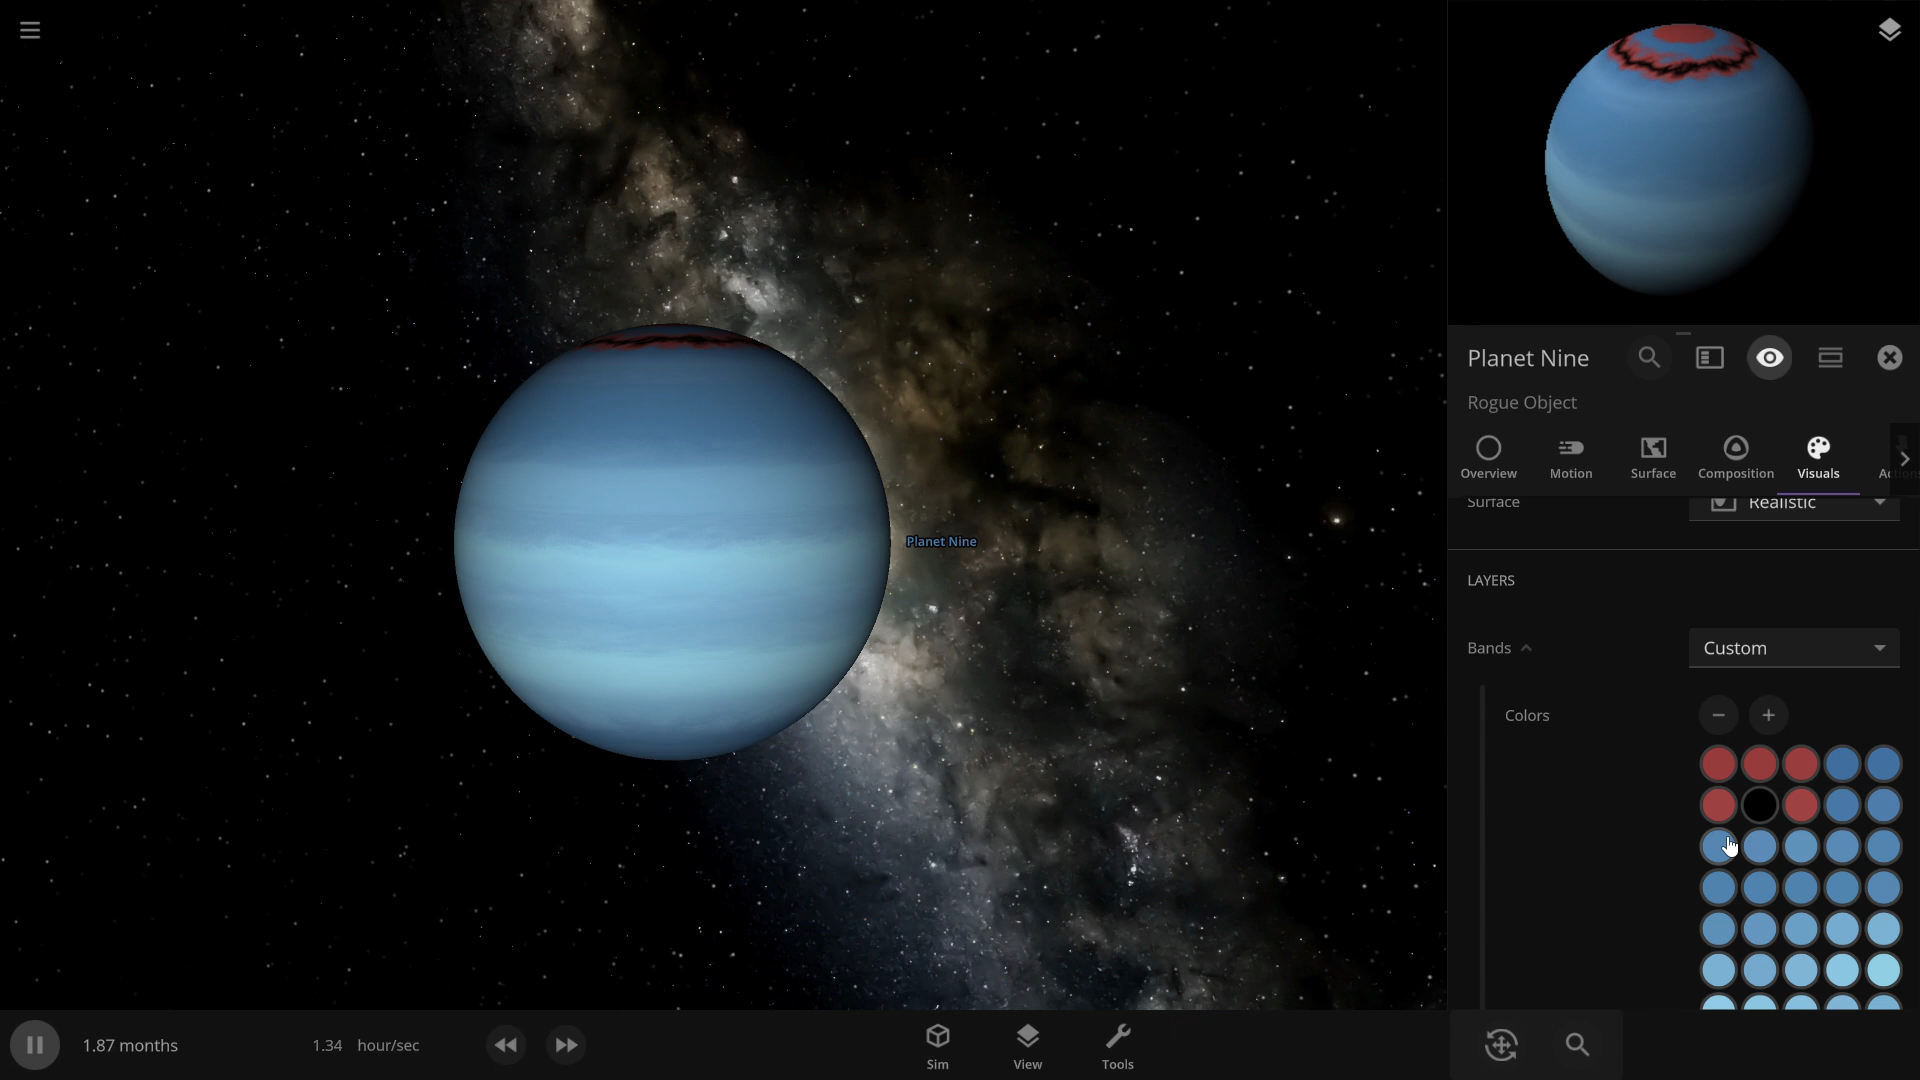 Planet Nine
Planet Nine
Rogue Object
Overview
Motion
Surface
Composition
Visuals
Surface
Realistic
LAYERS
Bands
Custom
Colors
1.87 months
1.34 hour/sec
Sim
View
Tools